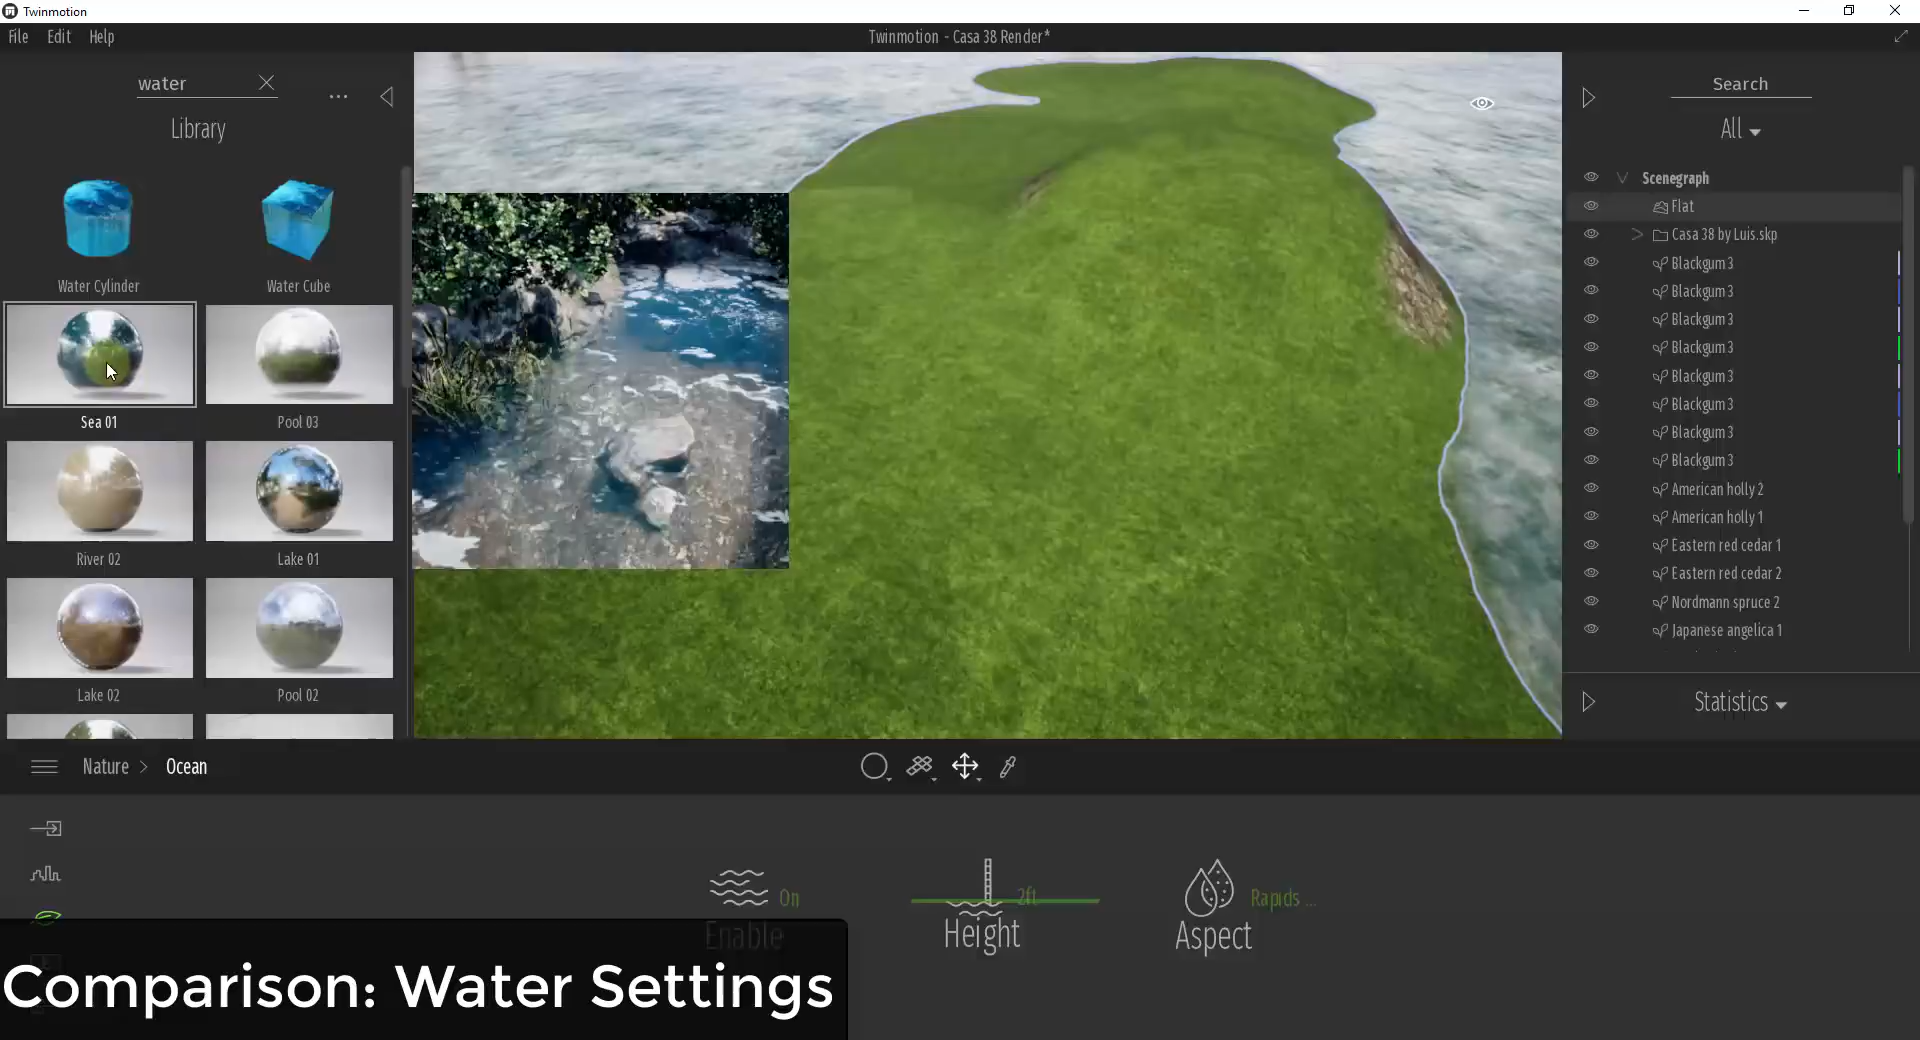 Twinmotion
File Edit Help
Twinmotion - Casa 38 Render*
water
Library
Water Cylinder
Water Cube
Sea 01
Pool 03
River 02
Lake 01
Lake 02
Pool 02
Search
All
Scenegraph
Flat
Casa 38 by Luis.skp
Blackgum 3
Blackgum 3
Blackgum 3
Blackgum 3
Blackgum 3
Blackgum 3
Blackgum 3
Blackgum 3
American holly 2
American holly 1
Eastern red cedar 1
Eastern red cedar 2
Nordmann spruce 2
Japanese angelica 1
Statistics
Nature > Ocean
On
Enable
2ft
Height
Rapids ...
Aspect
Comparison: Water Settings